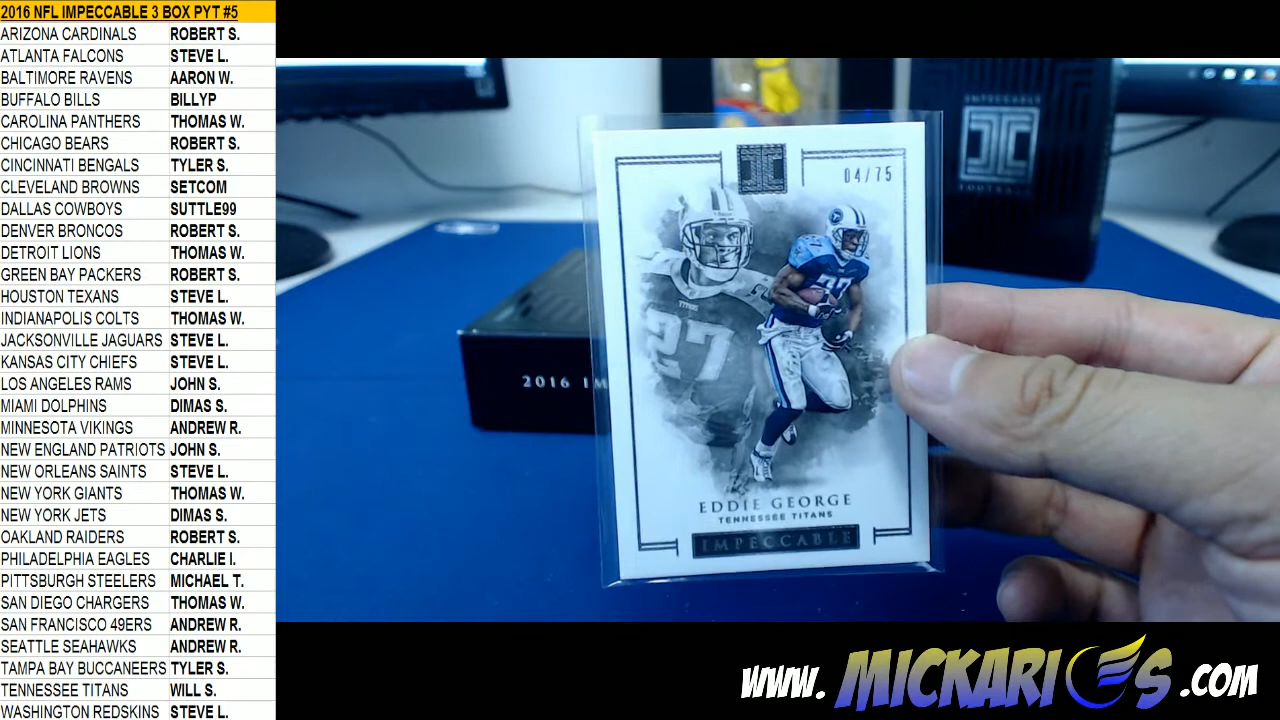 2016 NFL IMPECCABLE 3 BOX PYT #5
ARIZONA CARDINALS ROBERT S.
ATLANTA FALCONS STEVE L.
BALTIMORE RAVENS AARON W.
BUFFALO BILLS BILLYP
CAROLINA PANTHERS THOMAS W.
CHICAGO BEARS ROBERT S.
CINCINNATI BENGALS TYLER S.
CLEVELAND BROWNS SETCOM
DALLAS COWBOYS SUTTLE99
DENVER BRONCOS ROBERT S.
DETROIT LIONS THOMAS W.
GREEN BAY PACKERS ROBERT S.
HOUSTON TEXANS STEVE L.
INDIANAPOLIS COLTS THOMAS W.
JACKSONVILLE JAGUARS STEVE L.
KANSAS CITY CHIEFS STEVE L.
LOS ANGELES RAMS JOHN S.
MIAMI DOLPHINS DIMAS S.
MINNESOTA VIKINGS ANDREW R.
NEW ENGLAND PATRIOTS JOHN S.
NEW ORLEANS SAINTS STEVE L.
NEW YORK GIANTS THOMAS W.
NEW YORK JETS DIMAS S.
OAKLAND RAIDERS ROBERT S.
PHILADELPHIA EAGLES CHARLIE I.
PITTSBURGH STEELERS MICHAEL T.
SAN DIEGO CHARGERS THOMAS W.
SAN FRANCISCO 49ERS ANDREW R.
SEATTLE SEAHAWKS ANDREW R.
TAMPA BAY BUCCANEERS TYLER S.
TENNESSEE TITANS WILL S.
WASHINGTON REDSKINS STEVE L.
IMPECCABLE
FOOTBALL
04/75
TITANS
27
27
2016 IM
EDDIE GEORGE
TENNESSEE TITANS
IMPECCABLE
www.MICKARIES.com